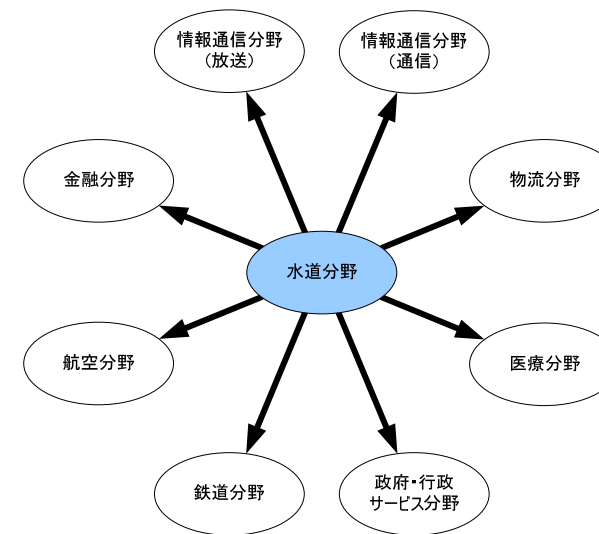 情報通信分野
（放送）
情報通信分野
（通信）
金融分野
物流分野
水道分野
航空分野
医療分野
鉄道分野
政府・行政
サービス分野